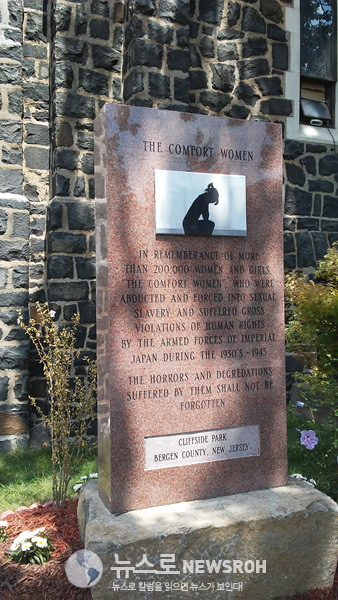 THE COMFORT WOMEN
IN REMEMBERANCE OF MORE
THAN 200,000 WOMEN AND GIRLS,
"THE COMFORT WOMEN" WHO WERE
ABDUCTED AND FORCED INTO SEXUAL
SLAVERY AND SUFFERED GROSS
VIOLATIONS OF HUMAN RIGHTS
BY THE ARMED FORCES OF IMPERIAL
JAPAN DURING THE 1930'S - 1945
THE HORRORS AND DEGREDATIONS
SUFFERED BY THEM SHALL NOT BE
FORGOTTEN
CLIFFSIDE PARK
BERGEN COUNTY, NEW JERSEY
뉴스로 NEWSROH
뉴스로 칼럼을 읽으면 뉴스가 보인다!